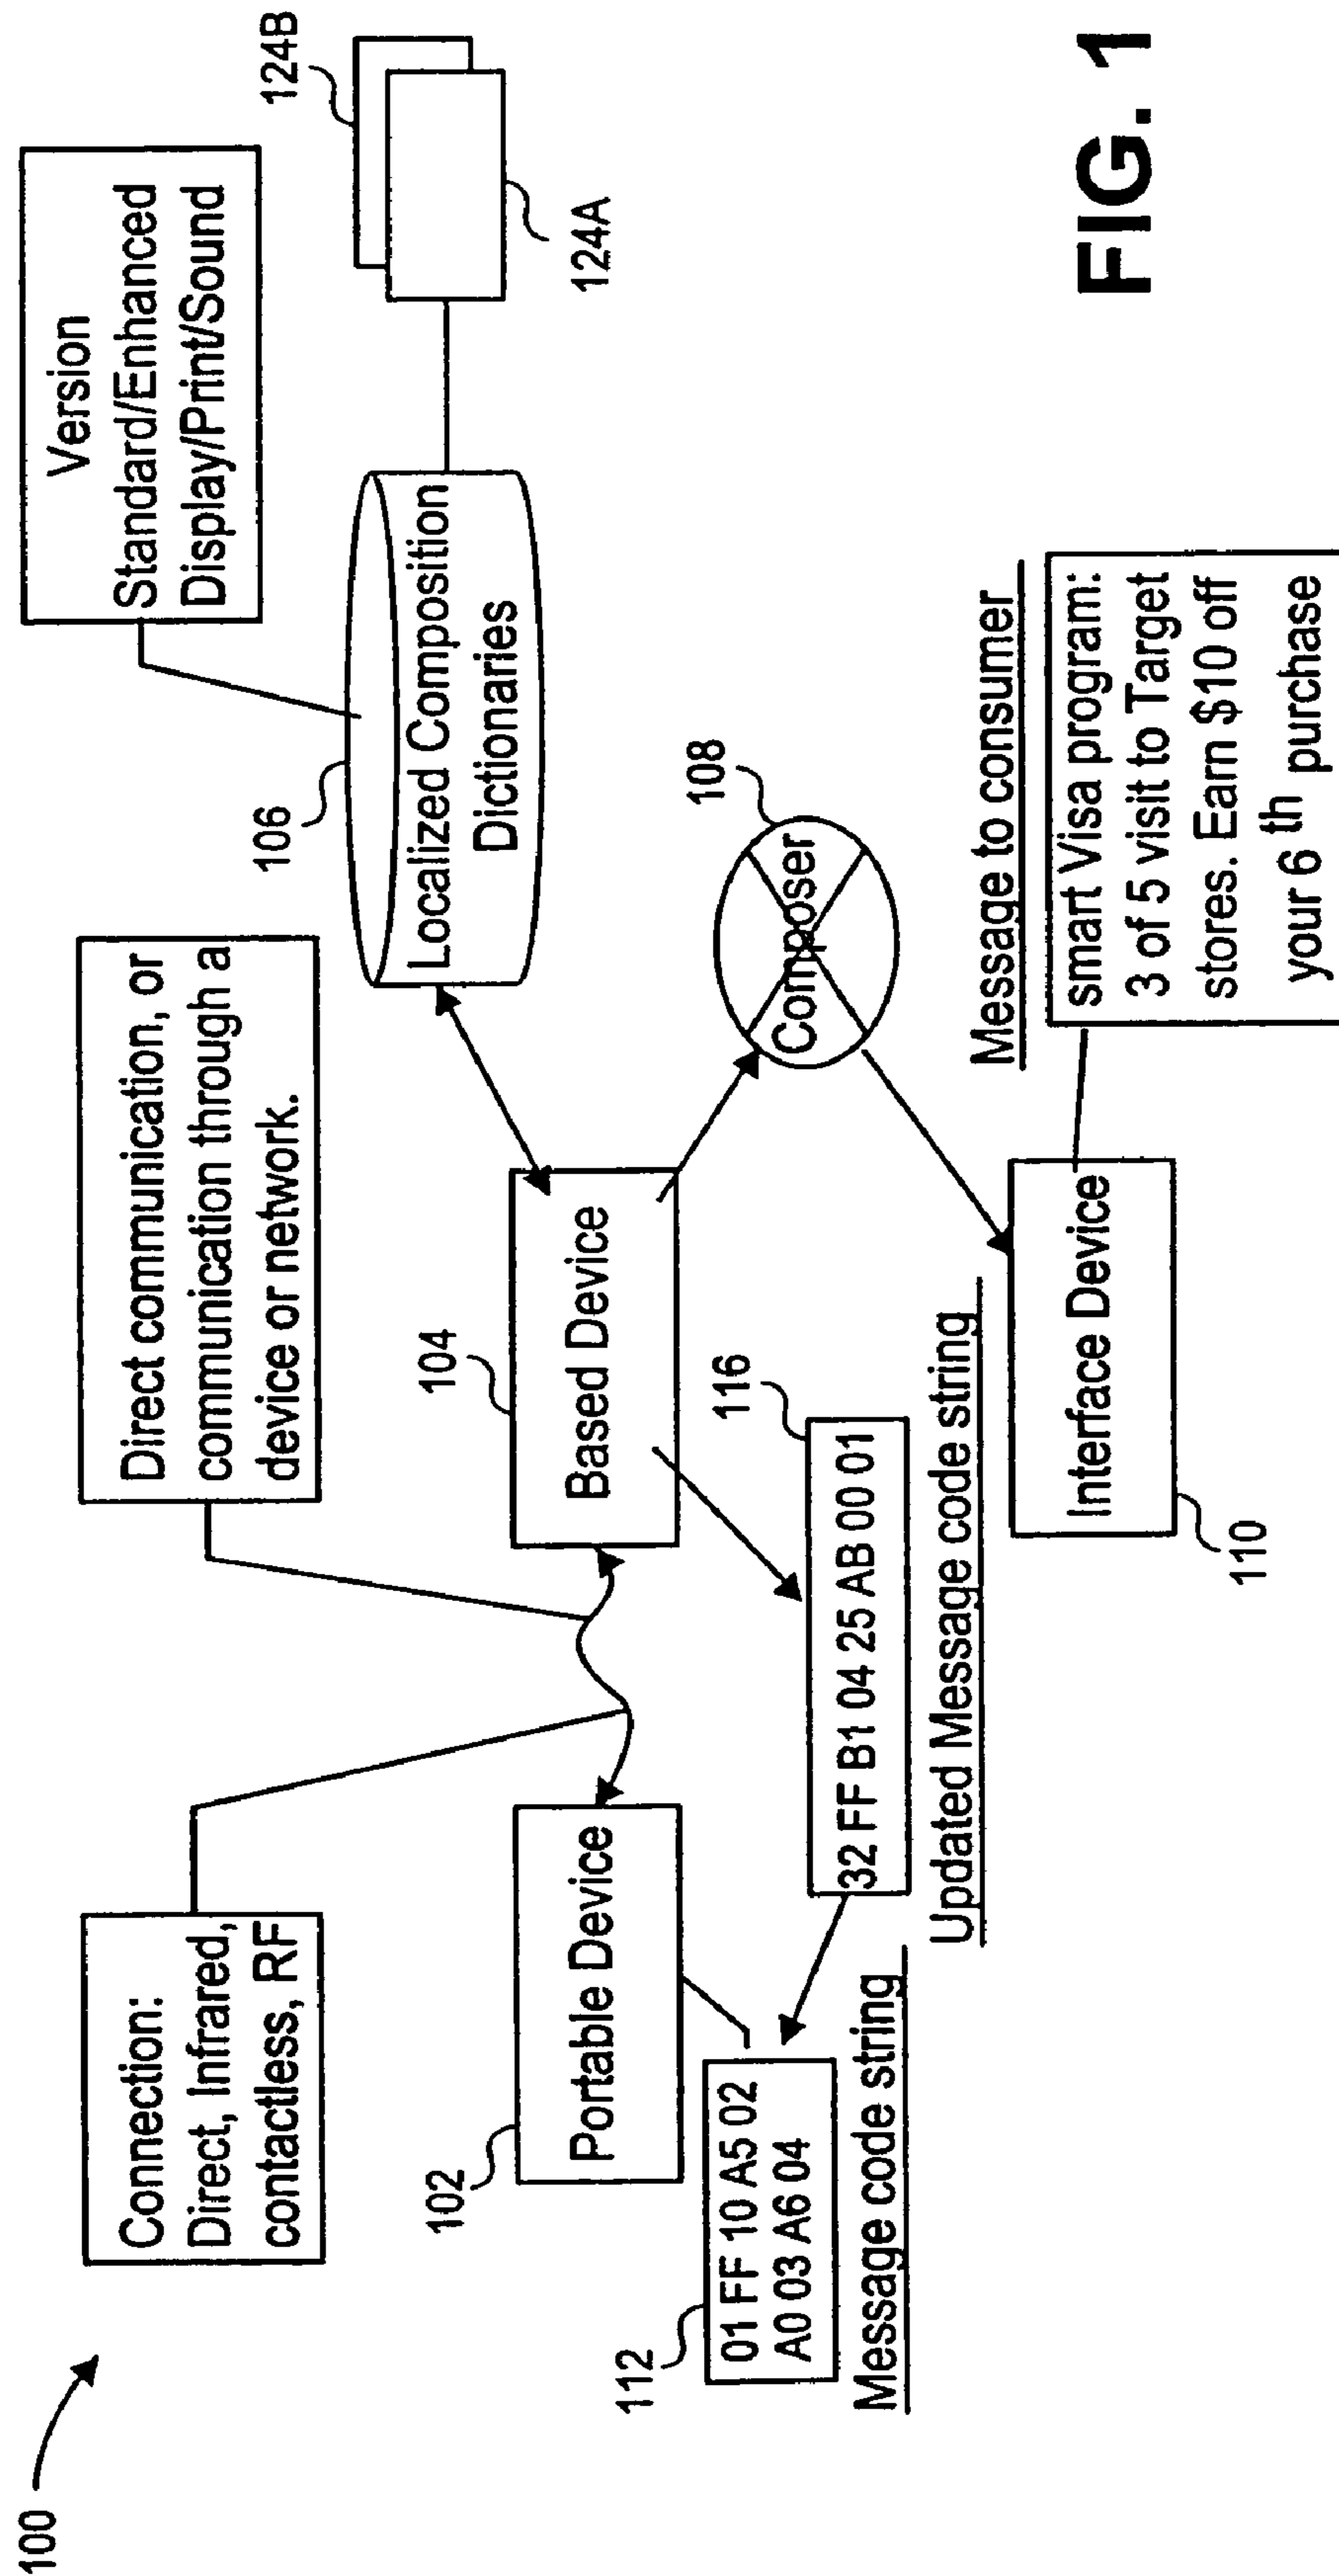 100
Connection:
Direct, Infrared,
contactless, RF
Direct communication, or
communication through a
device or network.
Version
Standard/Enhanced
Display/Print/Sound
102
Portable Device
104
Based Device
106
Localized Composition
Dictionaries
124B
124A
112
01 FF 10 A5 02
A0 03 A6 04
Message code string
116
32 FF B1 04 25 AB 00 01
Updated Message code string
108
Composer
110
Interface Device
Message to consumer
smart Visa program:
3 of 5 visit to Target
stores. Earn $10 off
your 6th purchase
FIG. 1